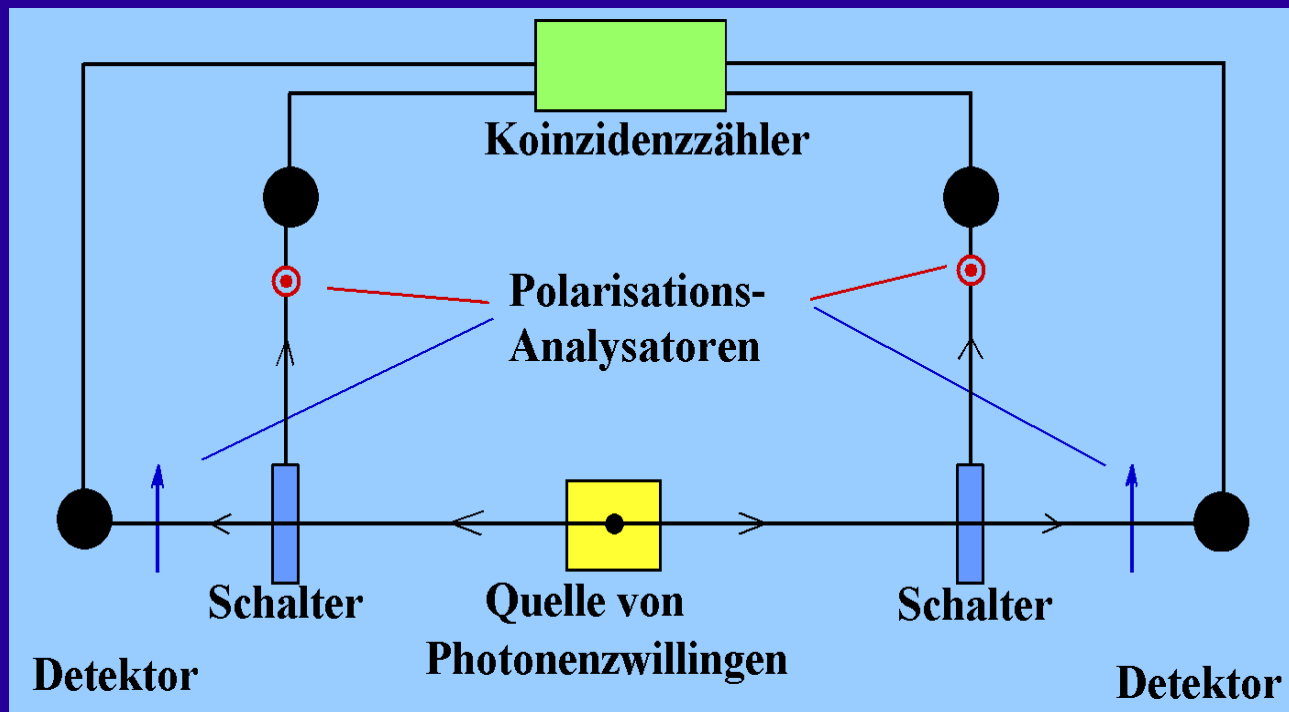 Koinzidenzzähler
Polarisations-
Analysatoren
Schalter
Quelle von
Photonenzwillingen
Schalter
Detektor
Detektor